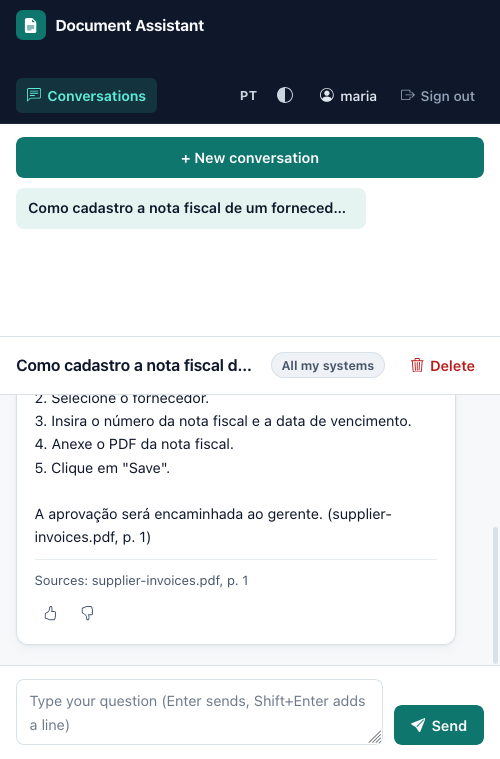 Document Assistant
Conversations
PT
maria
Sign out
+ New conversation
Como cadastro a nota fiscal de um forneced...
Como cadastro a nota fiscal d...
All my systems
Delete
2. Selecione o fornecedor.
3. Insira o número da nota fiscal e a data de vencimento.
4. Anexe o PDF da nota fiscal.
5. Clique em "Save".
A aprovação será encaminhada ao gerente. (supplier-
invoices.pdf, p. 1)
Sources: supplier-invoices.pdf, p. 1
Type your question (Enter sends, Shift+Enter adds
a line)
Send